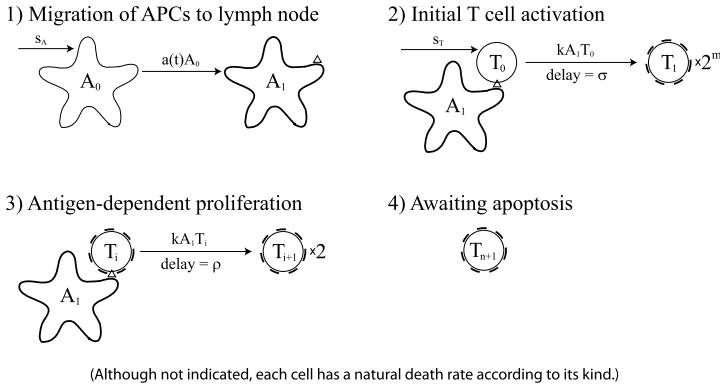 1) Migration of APCs to lymph node
s_A
A_0
a(t)A_0
A_1
2) Initial T cell activation
s_T
T_0
A_1
kA_1T_0
delay = σ
T_1
×2^m
3) Antigen-dependent proliferation
T_i
A_1
kA_1T_i
delay = ρ
T_{i+1}
×2
4) Awaiting apoptosis
T_{n+1}
(Although not indicated, each cell has a natural death rate according to its kind.)